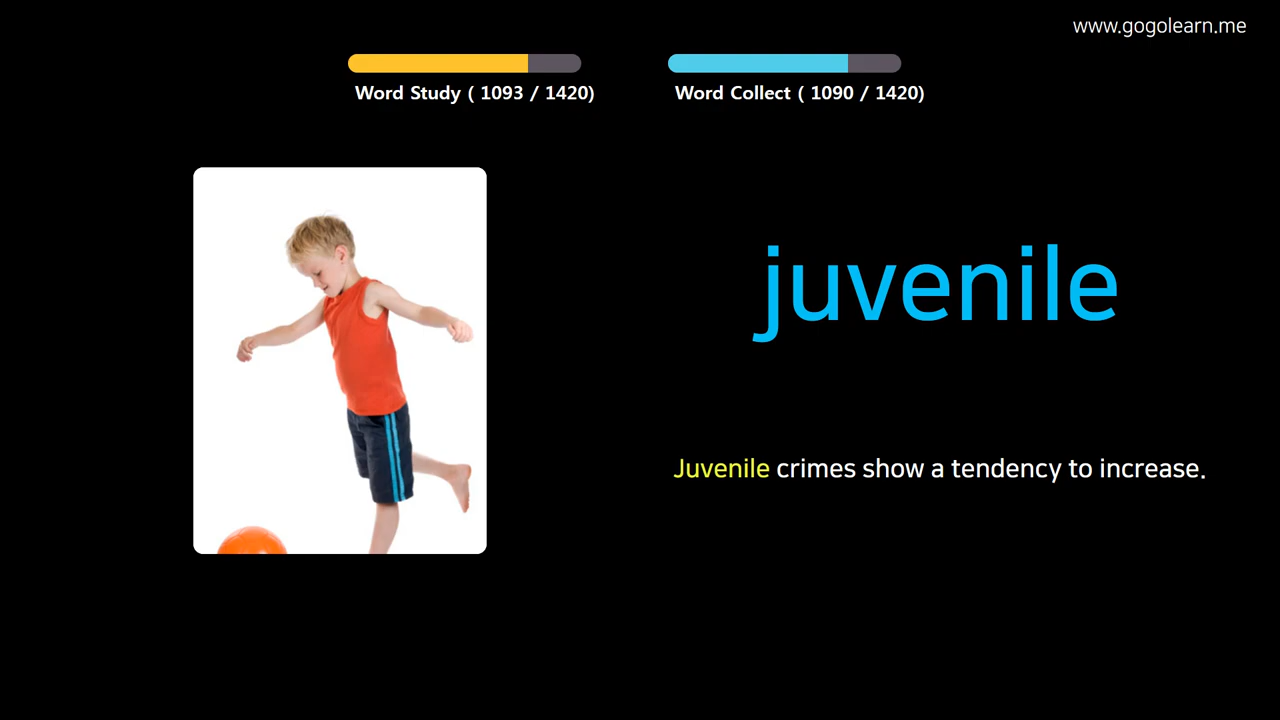 www.gogolearn.me
Word Study ( 1093 / 1420)
Word Collect ( 1090 / 1420)
juvenile
Juvenile crimes show a tendency to increase.